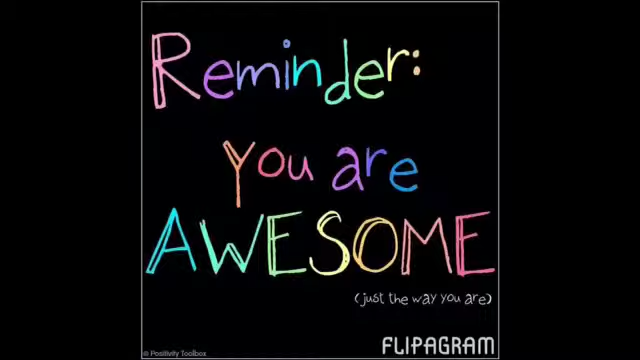 Reminder:
you are
AWESOME
(just the way you are)
FLIPAGRAM
© Positivity Toolbox